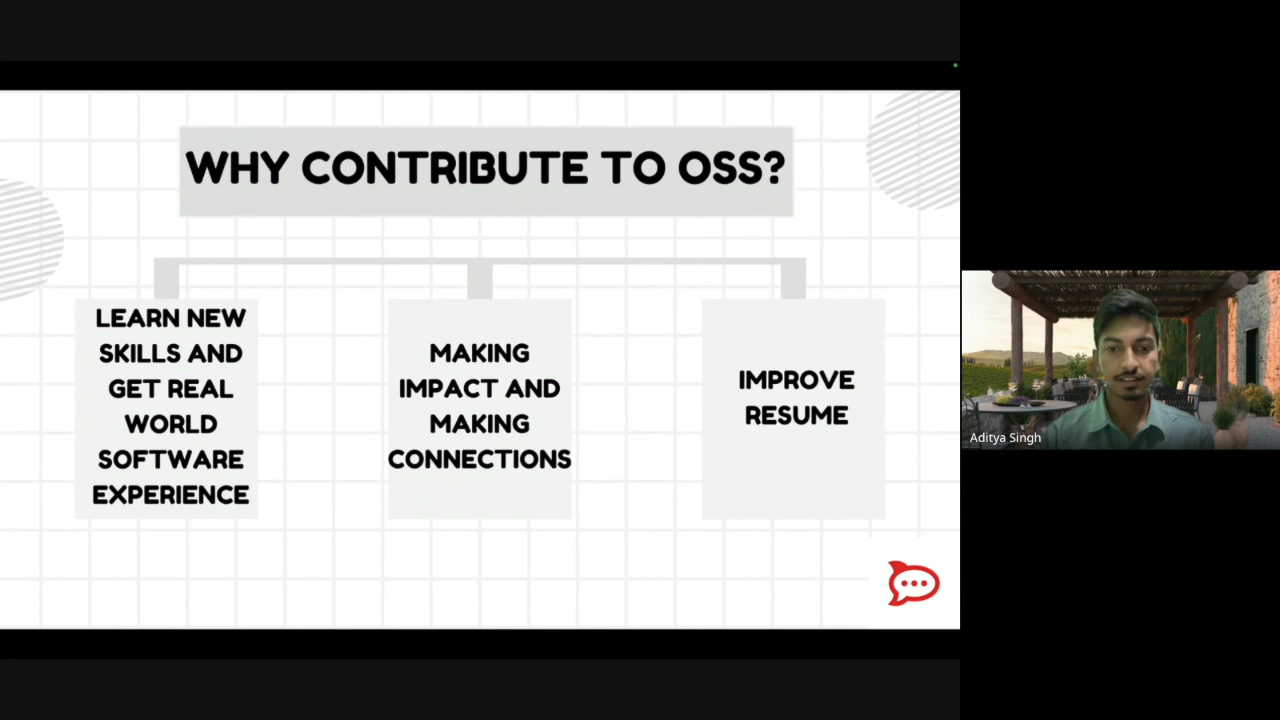 WHY CONTRIBUTE TO OSS?
LEARN NEW
SKILLS AND
GET REAL
WORLD
SOFTWARE
EXPERIENCE
MAKING
IMPACT AND
MAKING
CONNECTIONS
IMPROVE
RESUME
Aditya Singh